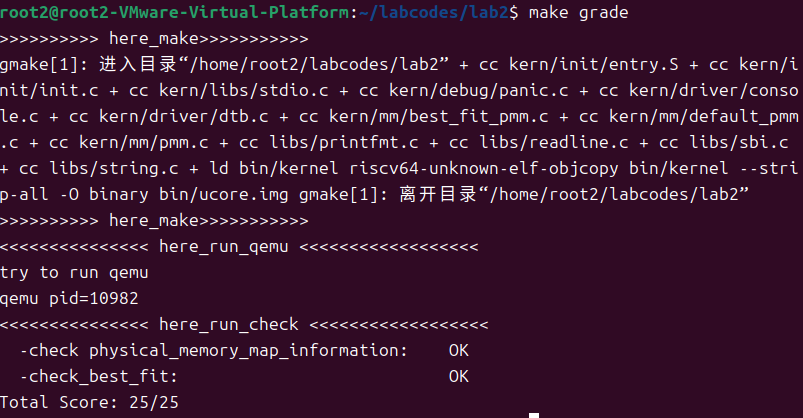 root2@root2-VMware-Virtual-Platform:~/labcodes/lab2$ make grade
>>>>>>>>>> here_make>>>>>>>>>>>
gmake[1]: 进入目录“/home/root2/labcodes/lab2” + cc kern/init/entry.S + cc kern/i
nit/init.c + cc kern/libs/stdio.c + cc kern/debug/panic.c + cc kern/driver/conso
le.c + cc kern/driver/dtb.c + cc kern/mm/best_fit_pmm.c + cc kern/mm/default_pmm
.c + cc kern/mm/pmm.c + cc libs/printfmt.c + cc libs/readline.c + cc libs/sbi.c
+ cc libs/string.c + ld bin/kernel riscv64-unknown-elf-objcopy bin/kernel --stri
p-all -O binary bin/ucore.img gmake[1]: 离开目录“/home/root2/labcodes/lab2”
>>>>>>>>>> here_make>>>>>>>>>>>
<<<<<<<<<<<<<<< here_run_qemu <<<<<<<<<<<<<<<<<<
try to run qemu
qemu pid=10982
<<<<<<<<<<<<<<< here_run_check <<<<<<<<<<<<<<<<<<
  -check physical_memory_map_information:    OK
  -check_best_fit:                           OK
Total Score: 25/25